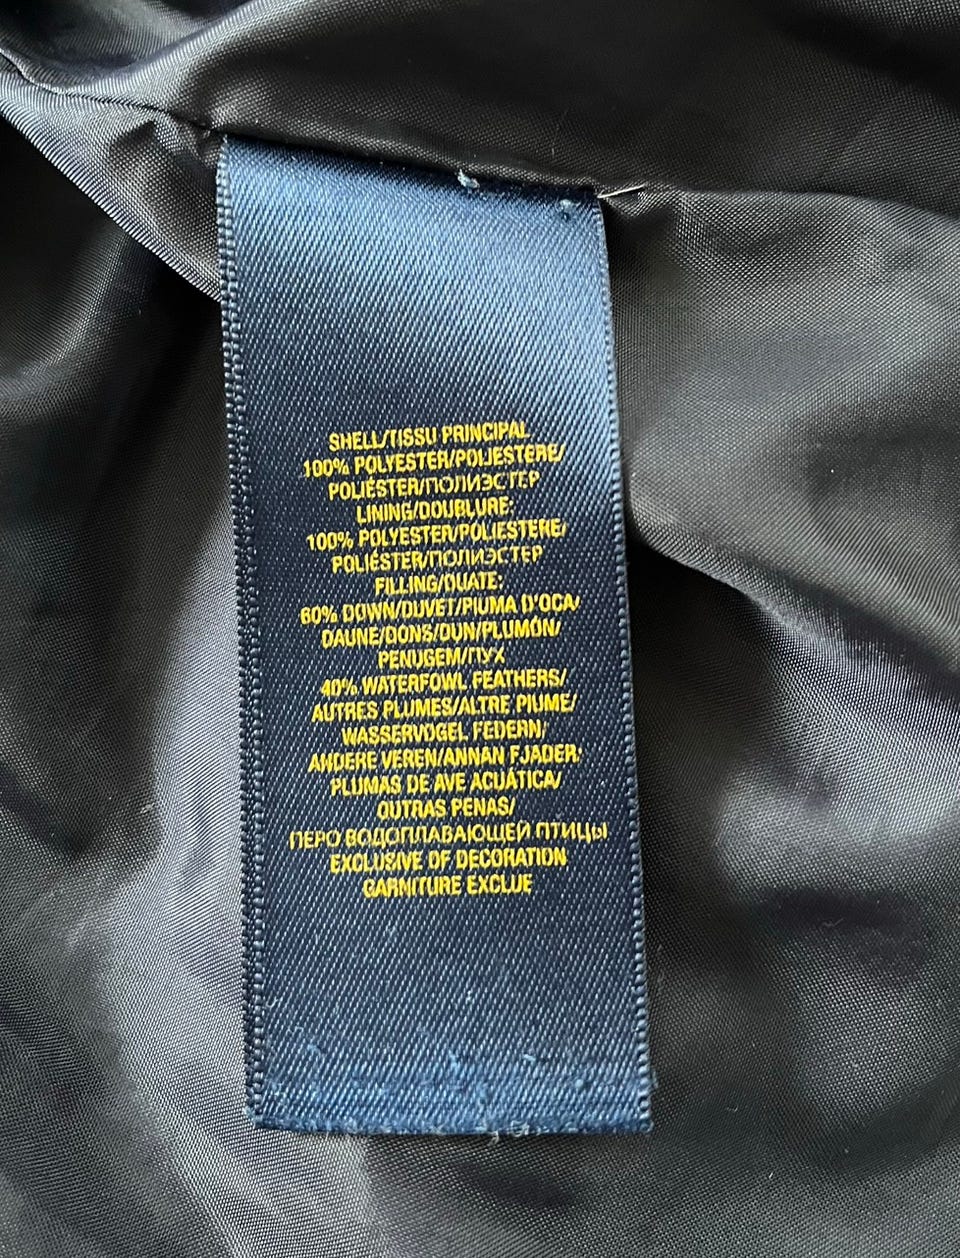 SHELL/TISSU PRINCIPAL
100% POLYESTER/POLIESTERE/
POLIÉSTER/ПОЛИЭСТЕР
LINING/DOUBLURE:
100% POLYESTER/POLIESTERE/
POLIÉSTER/ПОЛИЭСТЕР
FILLING/OUATE:
60% DOWN/DUVET/PIUMA D'OCA/
DAUNE/DONS/DUN/PLUMÓN/
PENUGEM/ПУХ
40% WATERFOWL FEATHERS/
AUTRES PLUMES/ALTRE PIUME/
WASSERVOGEL FEDERN/
ANDERE VEREN/ANNAN FJADER
PLUMAS DE AVE ACUÁTICA/
OUTRAS PENAS/
ПЕРО ВОДОПЛАВАЮЩЕЙ ПТИЦЫ
EXCLUSIVE OF DECORATION
GARNITURE EXCLUE